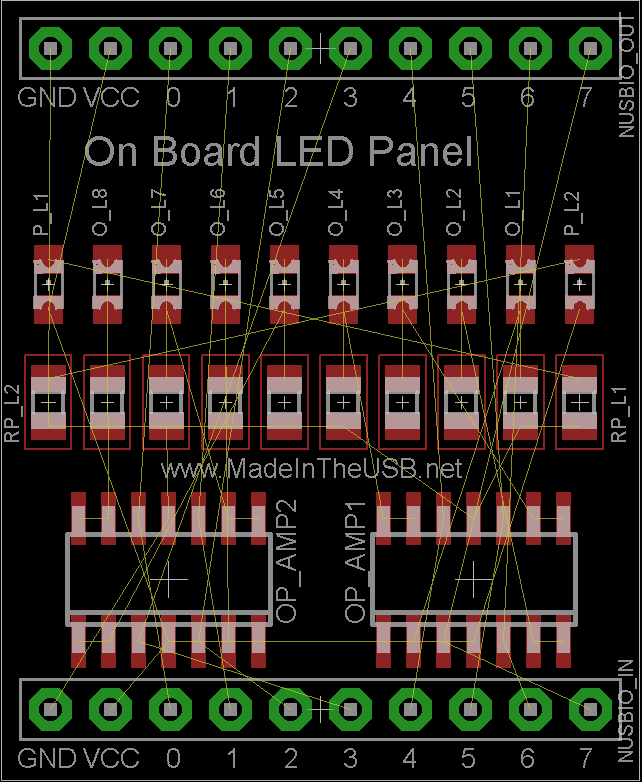 GND VCC 0 1 2 3 4 5 6 7
NUSBIO_OUT
On Board LED Panel
P_L1 O_L8 O_L7 O_L6 O_L5 O_L4 O_L3 O_L2 O_L1 P_L2
RP_L2
RP_L1
www.MadeInTheUSB.net
OP_AMP2
OP_AMP1
NUSBIO_IN
GND VCC 0 1 2 3 4 5 6 7